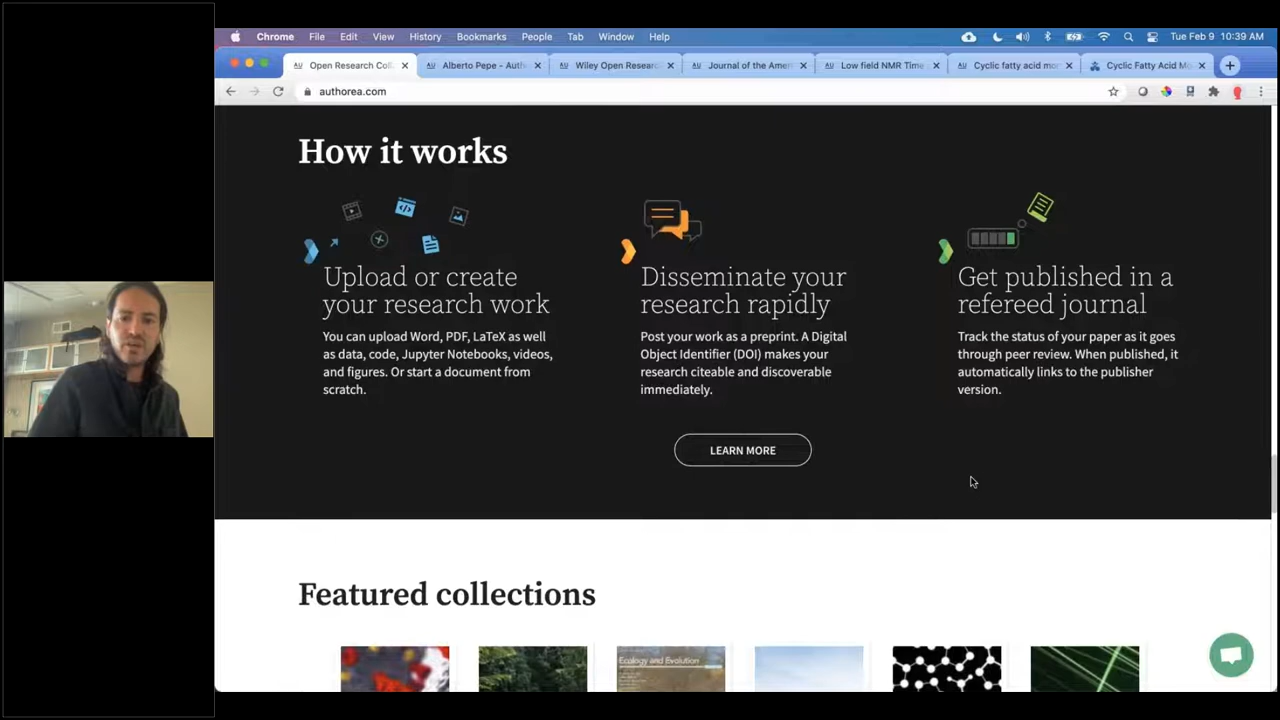 Chrome File Edit View History Bookmarks People Tab Window Help Tue Feb 9 10:39 AM
Open Research Coll Alberto Pepe - Auth Wiley Open Research Journal of the Amer Low field NMR Time Cyclic fatty acid mon Cyclic Fatty Acid Mo
authorea.com
How it works
Upload or create
your research work
You can upload Word, PDF, LaTeX as well
as data, code, Jupyter Notebooks, videos,
and figures. Or start a document from
scratch.
Disseminate your
research rapidly
Post your work as a preprint. A Digital
Object Identifier (DOI) makes your
research citeable and discoverable
immediately.
Get published in a
refereed journal
Track the status of your paper as it goes
through peer review. When published, it
automatically links to the publisher
version.
LEARN MORE
Featured collections
Ecology and Evolution